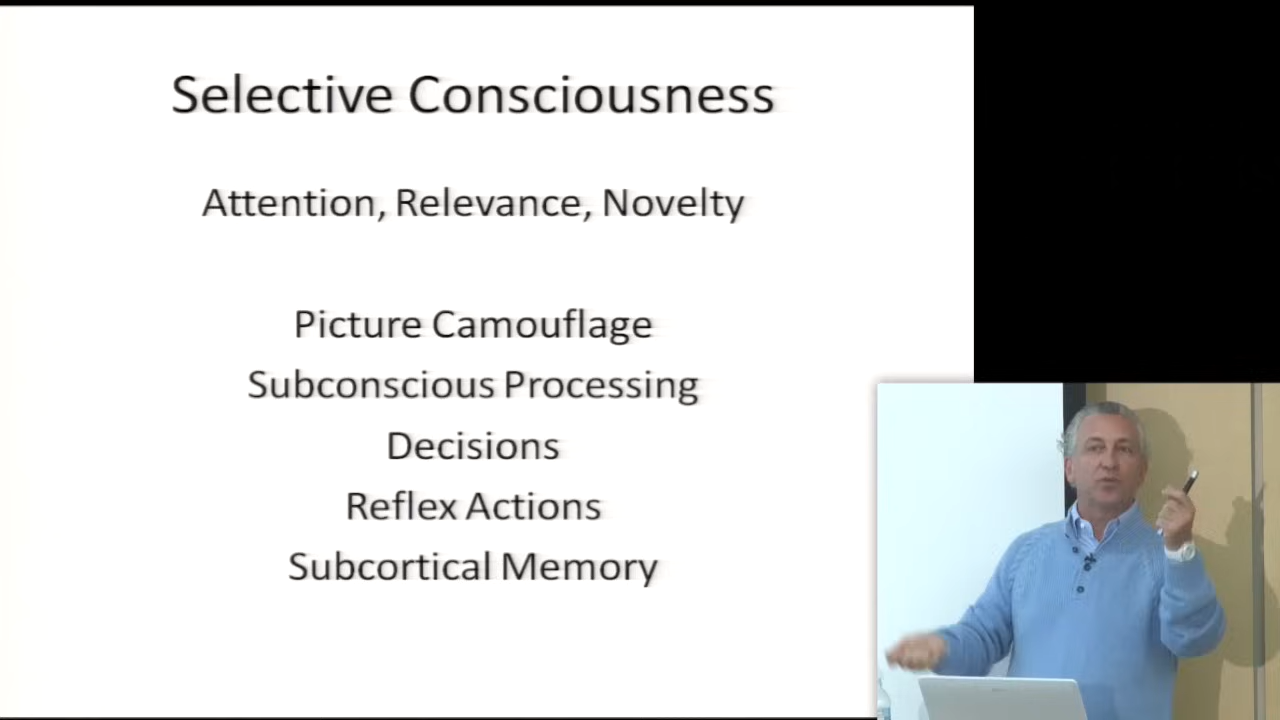 Selective Consciousness
Attention, Relevance, Novelty
Picture Camouflage
Subconscious Processing
Decisions
Reflex Actions
Subcortical Memory